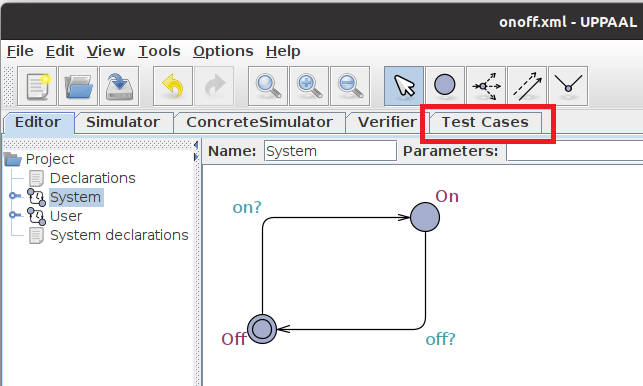 onoff.xml - UPPAAL
File Edit View Tools Options Help
Editor Simulator ConcreteSimulator Verifier Test Cases
Project
Declarations
System
User
System declarations
Name: System Parameters:
on?
On
Off
off?